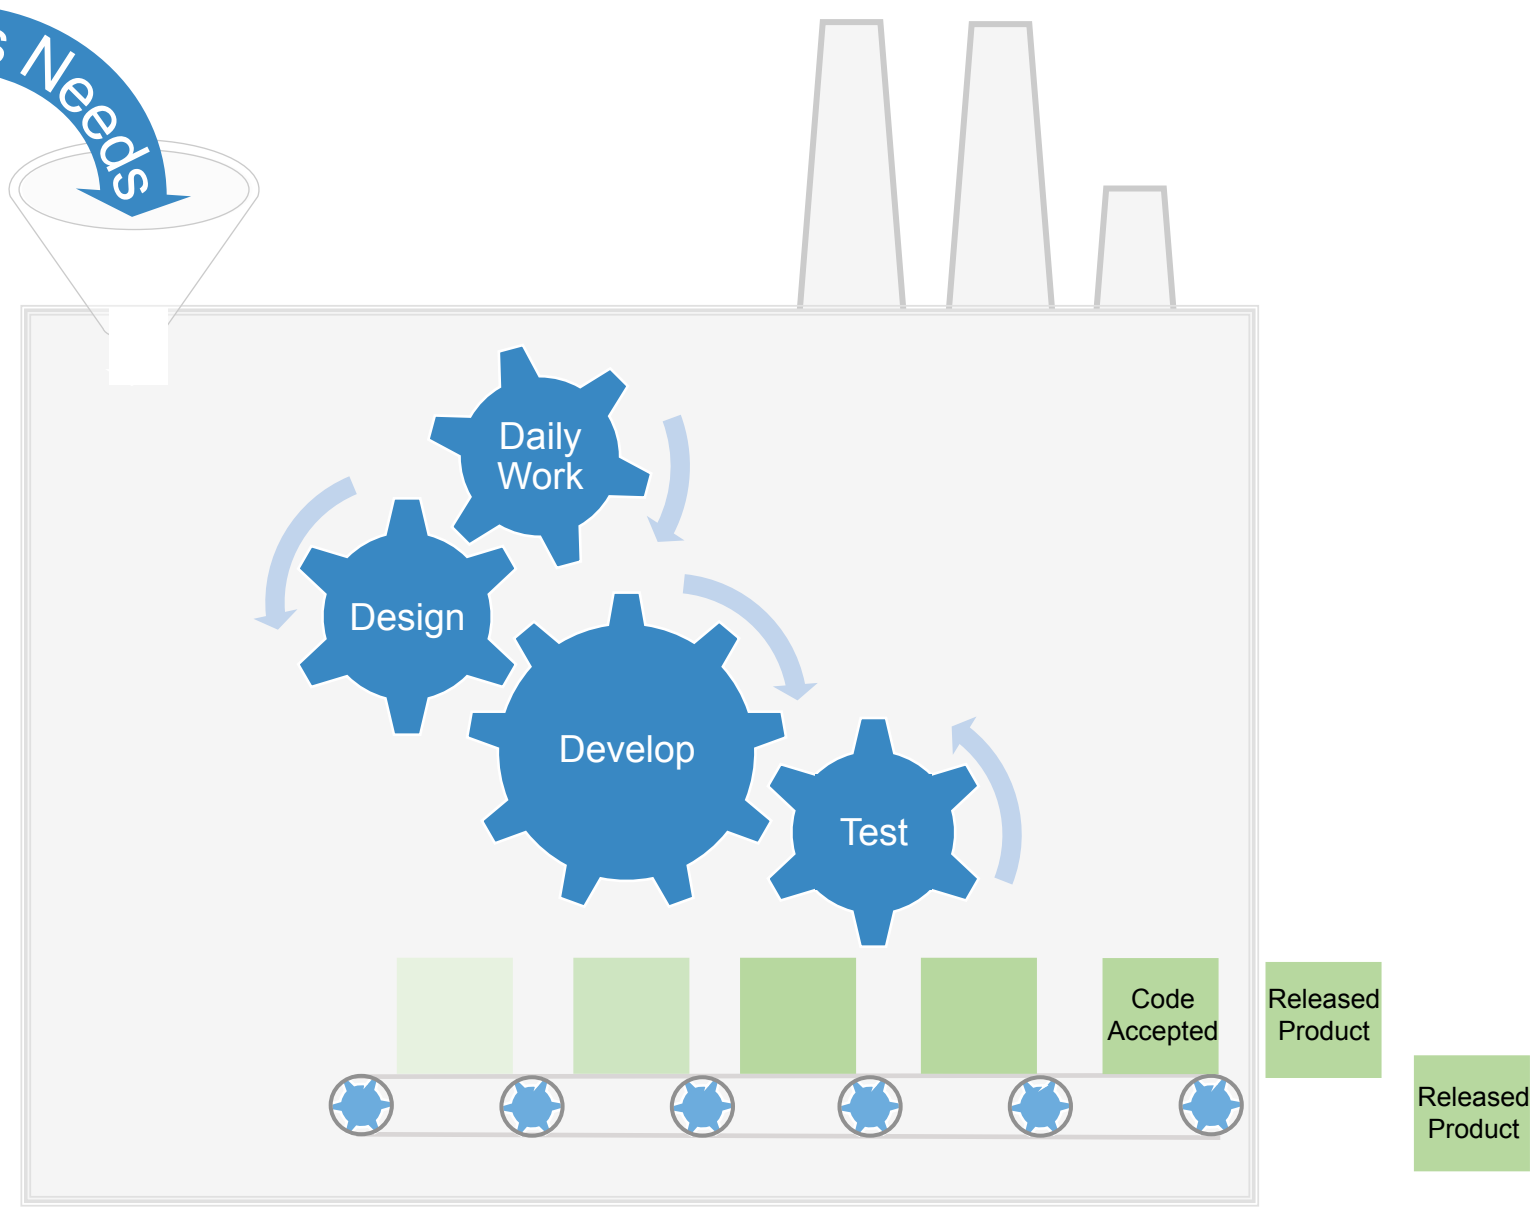 s Needs
Daily
Work
Design
Develop
Test
Code
Accepted
Released
Product
Released
Product